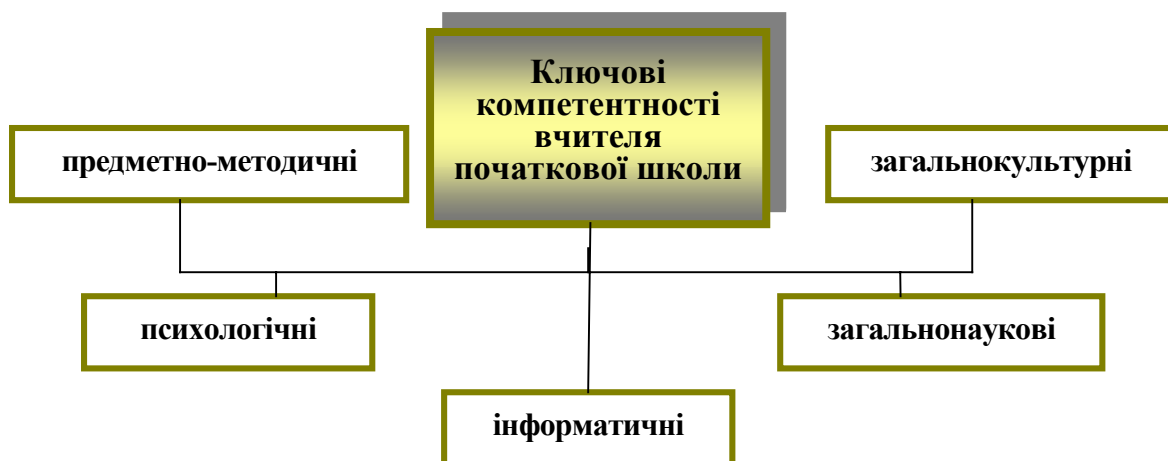 Ключові
компетентності
вчителя
початкової школи
предметно-методичні
загальнокультурні
психологічні
загальнонаукові
інформатичні